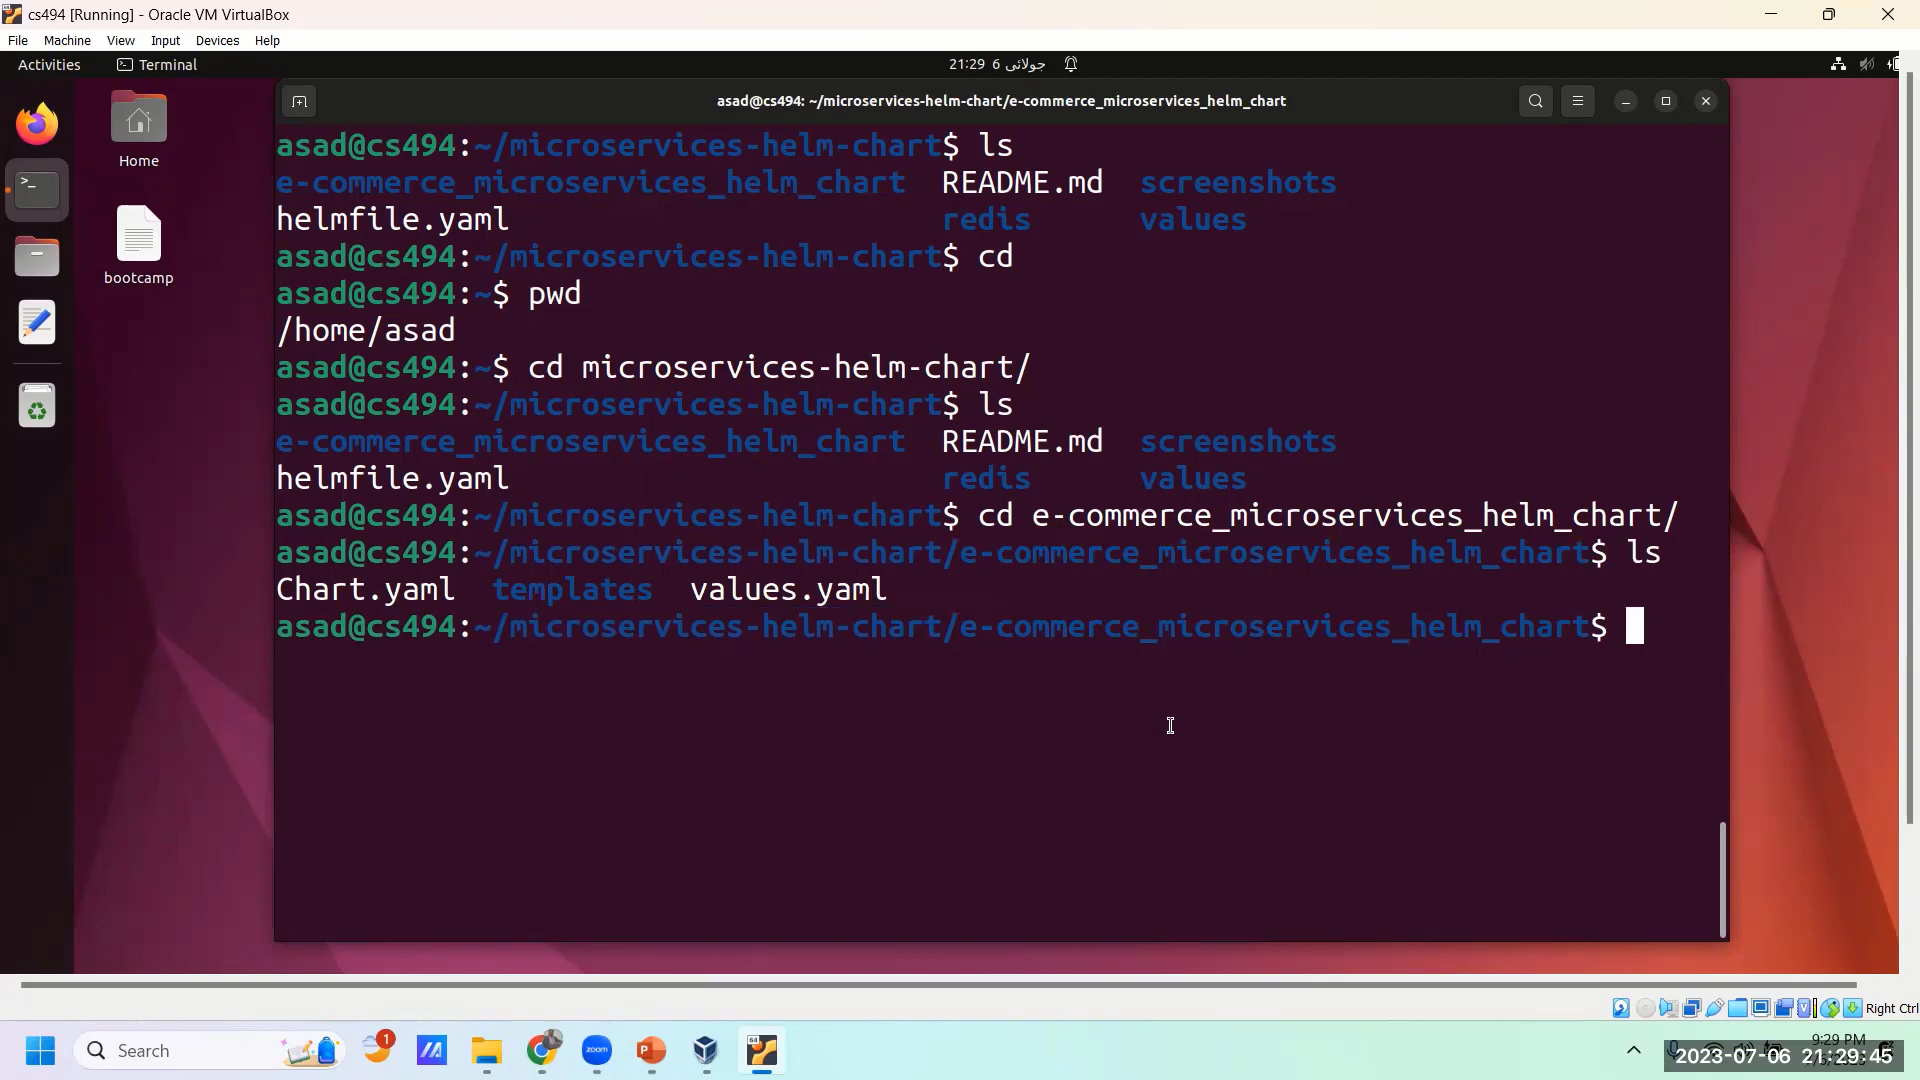 cs494 [Running] - Oracle VM VirtualBox
File Machine View Input Devices Help
Activities Terminal 21:29 6 جولائی
asad@cs494: ~/microservices-helm-chart/e-commerce_microservices_helm_chart
Home
bootcamp
asad@cs494:~/microservices-helm-chart$ ls
e-commerce_microservices_helm_chart README.md screenshots
helmfile.yaml redis values
asad@cs494:~/microservices-helm-chart$ cd
asad@cs494:~$ pwd
/home/asad
asad@cs494:~$ cd microservices-helm-chart/
asad@cs494:~/microservices-helm-chart$ ls
e-commerce_microservices_helm_chart README.md screenshots
helmfile.yaml redis values
asad@cs494:~/microservices-helm-chart$ cd e-commerce_microservices_helm_chart/
asad@cs494:~/microservices-helm-chart/e-commerce_microservices_helm_chart$ ls
Chart.yaml templates values.yaml
asad@cs494:~/microservices-helm-chart/e-commerce_microservices_helm_chart$
Right Ctrl
Search
1
zoom
64
9:29 PM
2023-07-06 21:29:45